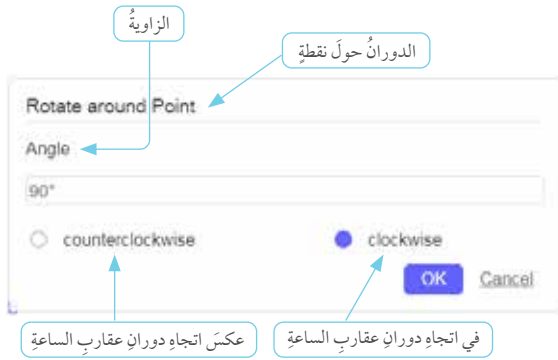 الزاويةُ
الدورانُ حولَ نقطةٍ
Rotate around Point
Angle
90°
counterclockwise
clockwise
OK
Cancel
عكسَ اتجاهِ دورانِ عقاربِ الساعةِ
في اتجاهِ دورانِ عقاربِ الساعةِ